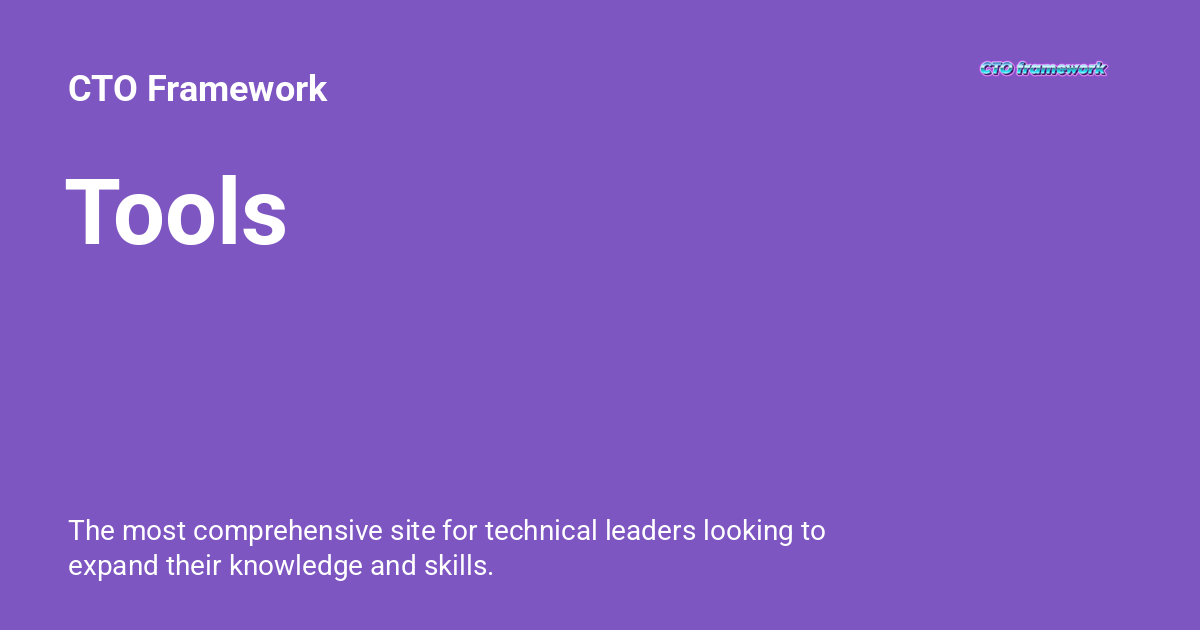 CTO Framework
CTO framework
Tools
The most comprehensive site for technical leaders looking to
expand their knowledge and skills.